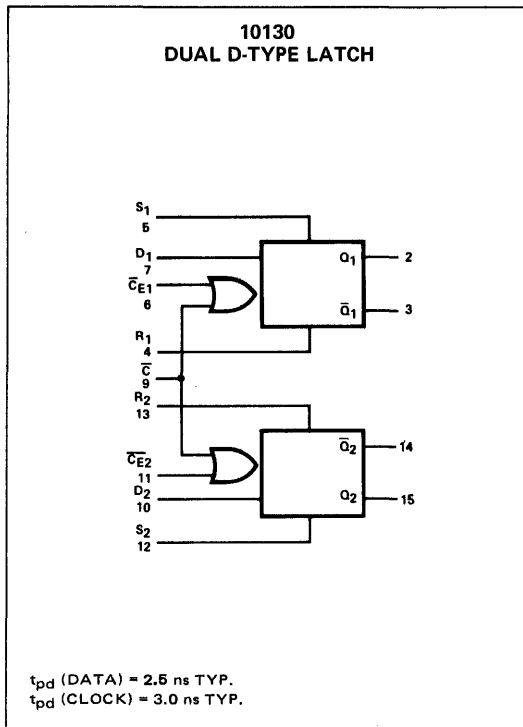 10130
DUAL D-TYPE LATCH
S1
5
D1
7
C̅E1
6
R1
4
C̅
9
R2
13
C̅E̅2
11
D2
10
S2
12
Q1
2
Q̅1
3
Q̅2
14
Q2
15
tpd (DATA) = 2.5 ns TYP.
tpd (CLOCK) = 3.0 ns TYP.